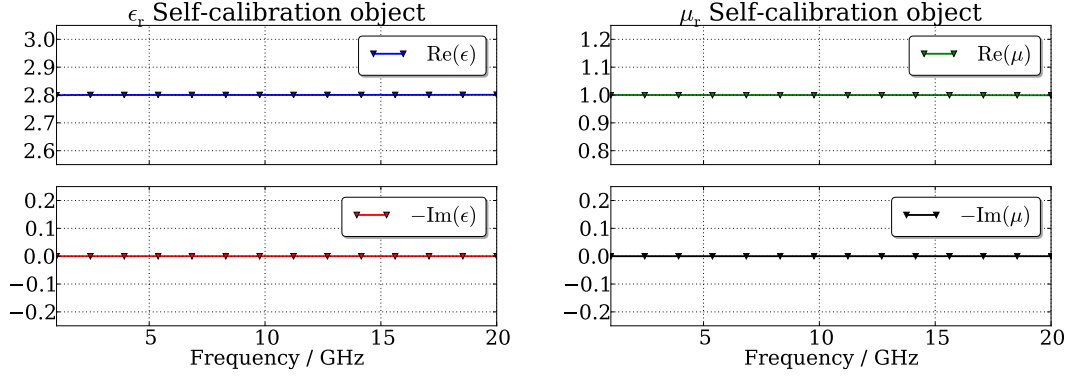 ϵr Self-calibration object
3.0
2.9
2.8
2.7
2.6
Re(ϵ)
0.2
0.1
0.0
−0.1
−0.2
−Im(ϵ)
5 10 15 20
Frequency / GHz
μr Self-calibration object
1.2
1.1
1.0
0.9
0.8
Re(μ)
0.2
0.1
0.0
−0.1
−0.2
−Im(μ)
5 10 15 20
Frequency / GHz